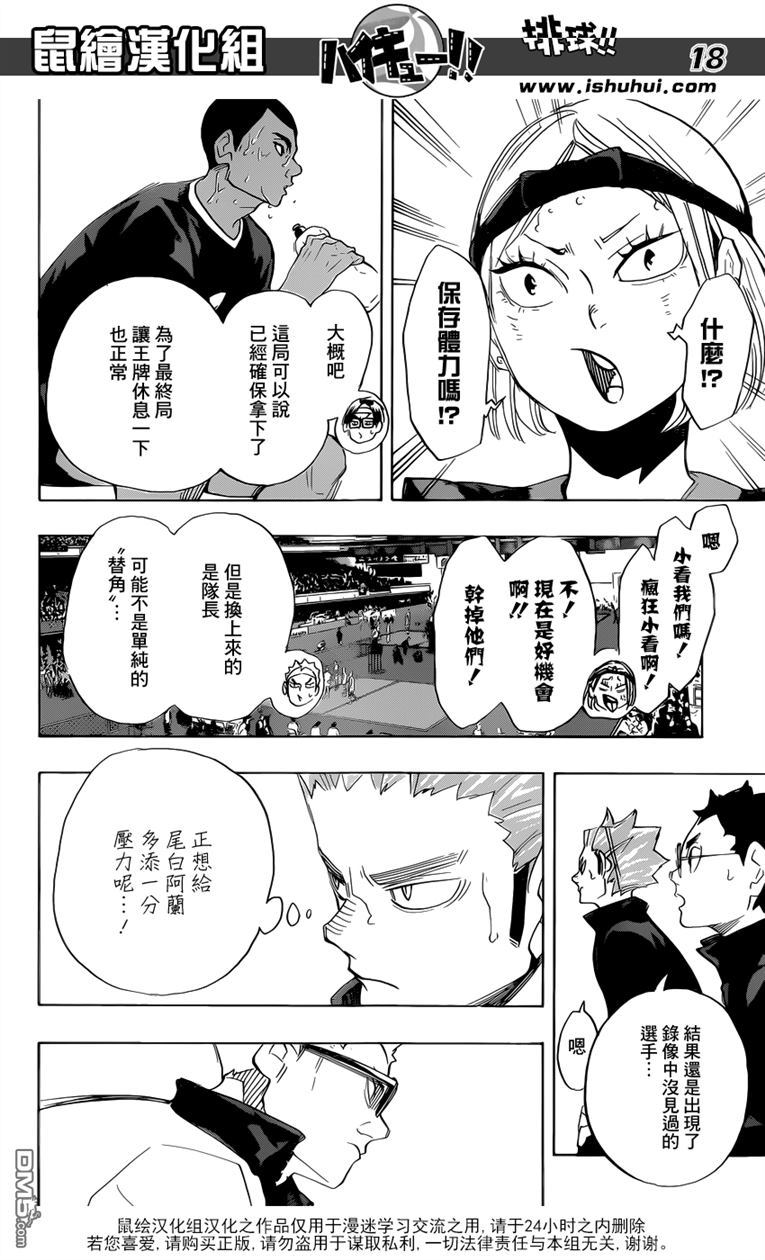 鼠繪漢化組
ハイキュー!!
排球!!
18
www.ishuhui.com
什麼!?
保存體力嗎!?
大概吧
這局可以說
已經確保拿下了
為了最終局
讓王牌休息一下
也正常
嗯
小看我們嗎!
瘋狂小看啊!
不!
現在是好機會
啊!!
幹掉他們!
但是換上來的
是隊長
可能不是單純的
“替角”…
結果還是出現了
錄像中沒見過的
選手…
嗯
正想給
尾白阿蘭
多添一分
壓力呢…!
DM5.com
鼠绘汉化组汉化之作品仅用于漫迷学习交流之用,请于24小时之内删除
若您喜爱,请购买正版,请勿盗用于谋取私利,一切法律责任与本组无关,谢谢。